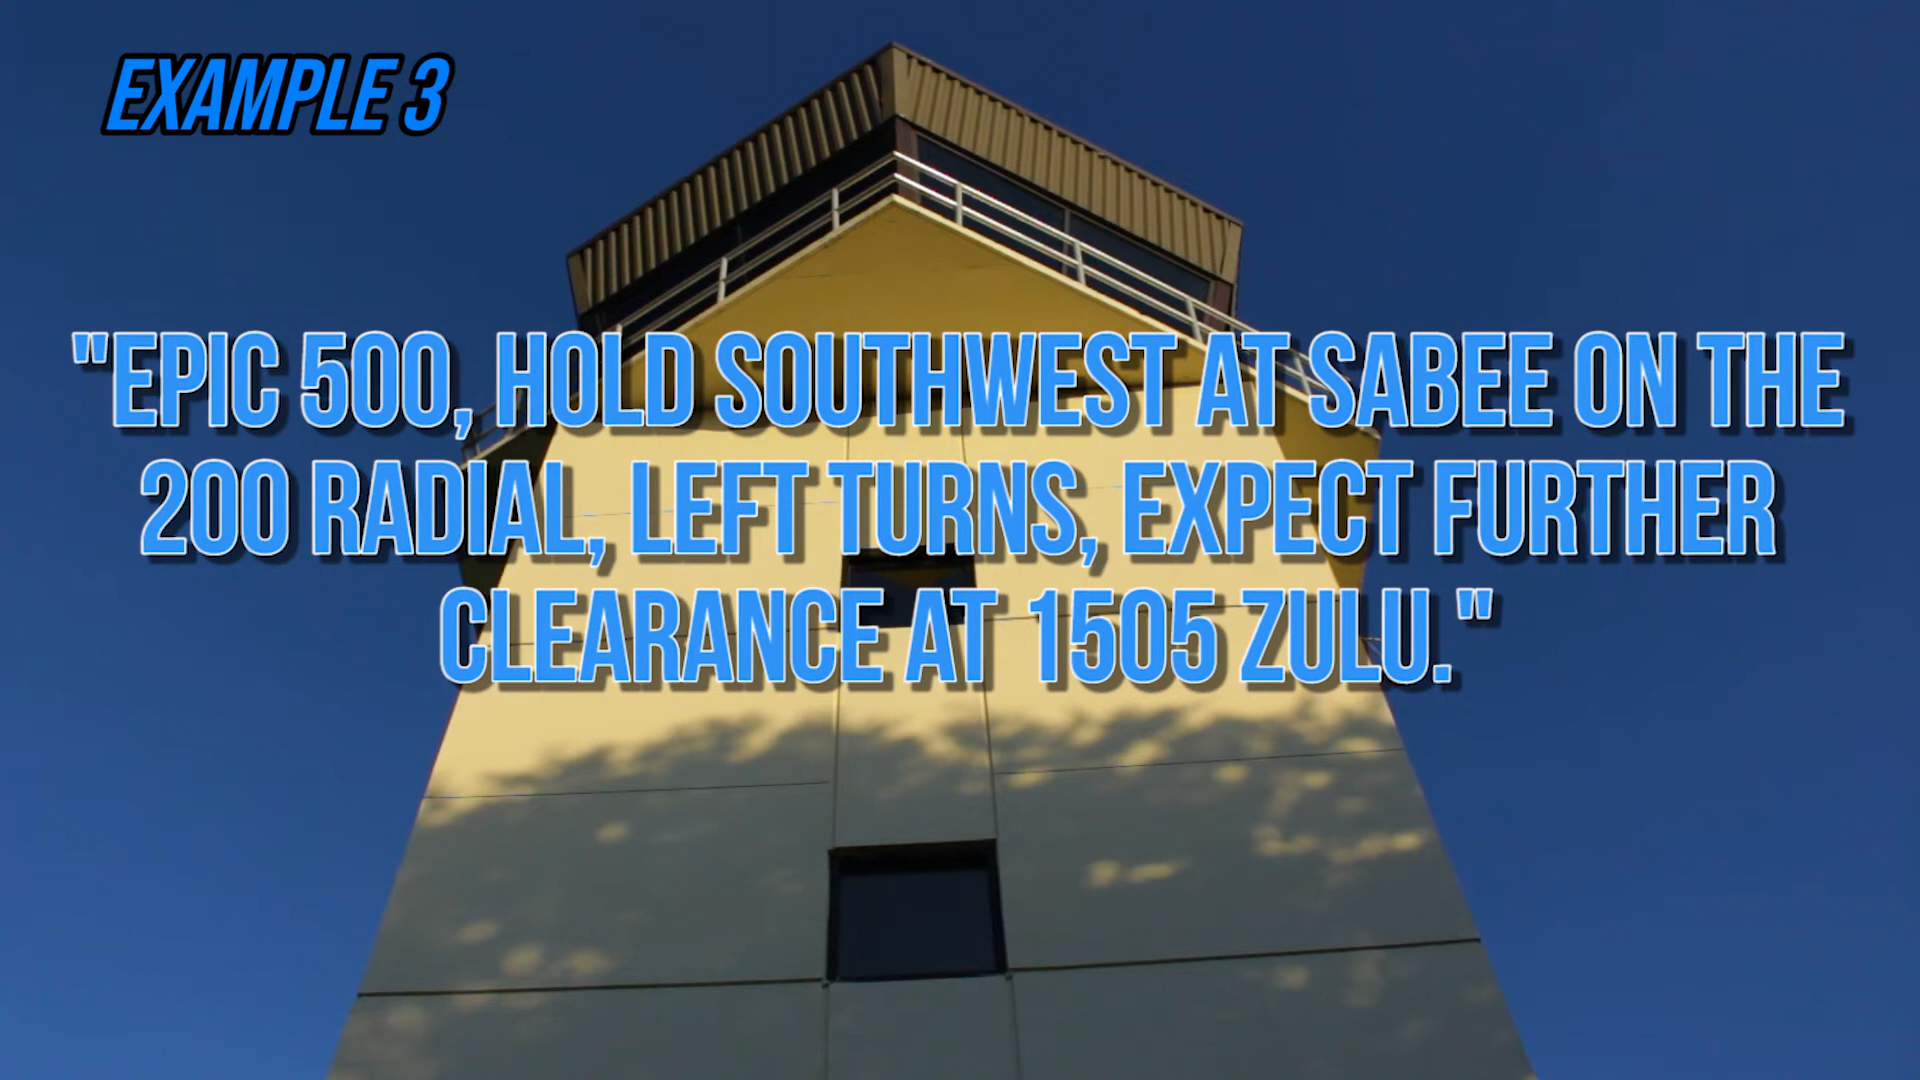 EXAMPLE 3
"EPIC 500, HOLD SOUTHWEST AT SABEE ON THE
200 RADIAL, LEFT TURNS, EXPECT FURTHER
CLEARANCE AT 1505 ZULU."